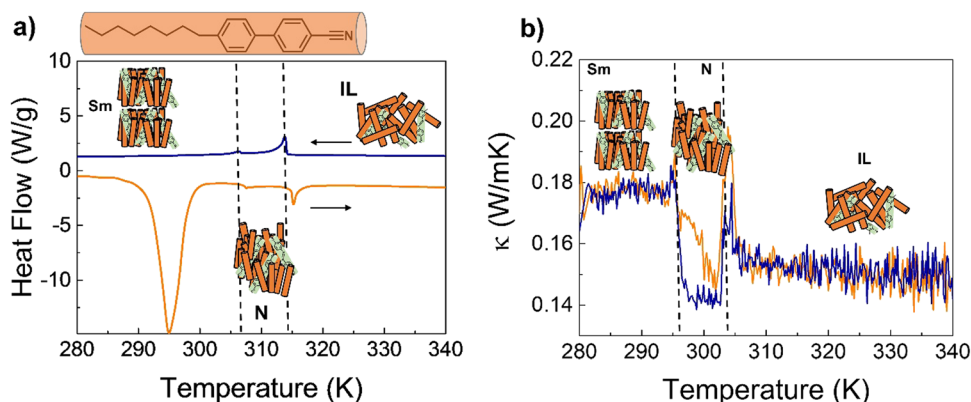 a)
N
10
5
0
-5
-10
Heat Flow (W/g)
Sm
IL
N
280 290 300 310 320 330 340
Temperature (K)
b)
0.22
0.20
0.18
0.16
0.14
κ (W/mK)
Sm
N
IL
280 290 300 310 320 330 340
Temperature (K)